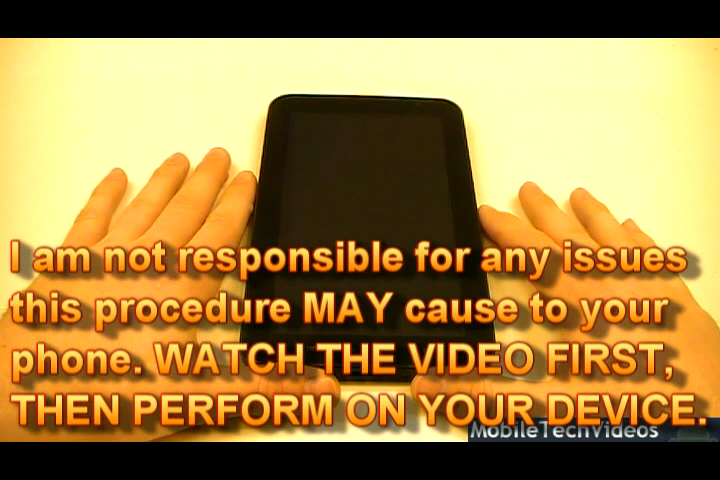 I am not responsible for any issues
this procedure MAY cause to your
phone. WATCH THE VIDEO FIRST,
THEN PERFORM ON YOUR DEVICE.
MobileTechVideos